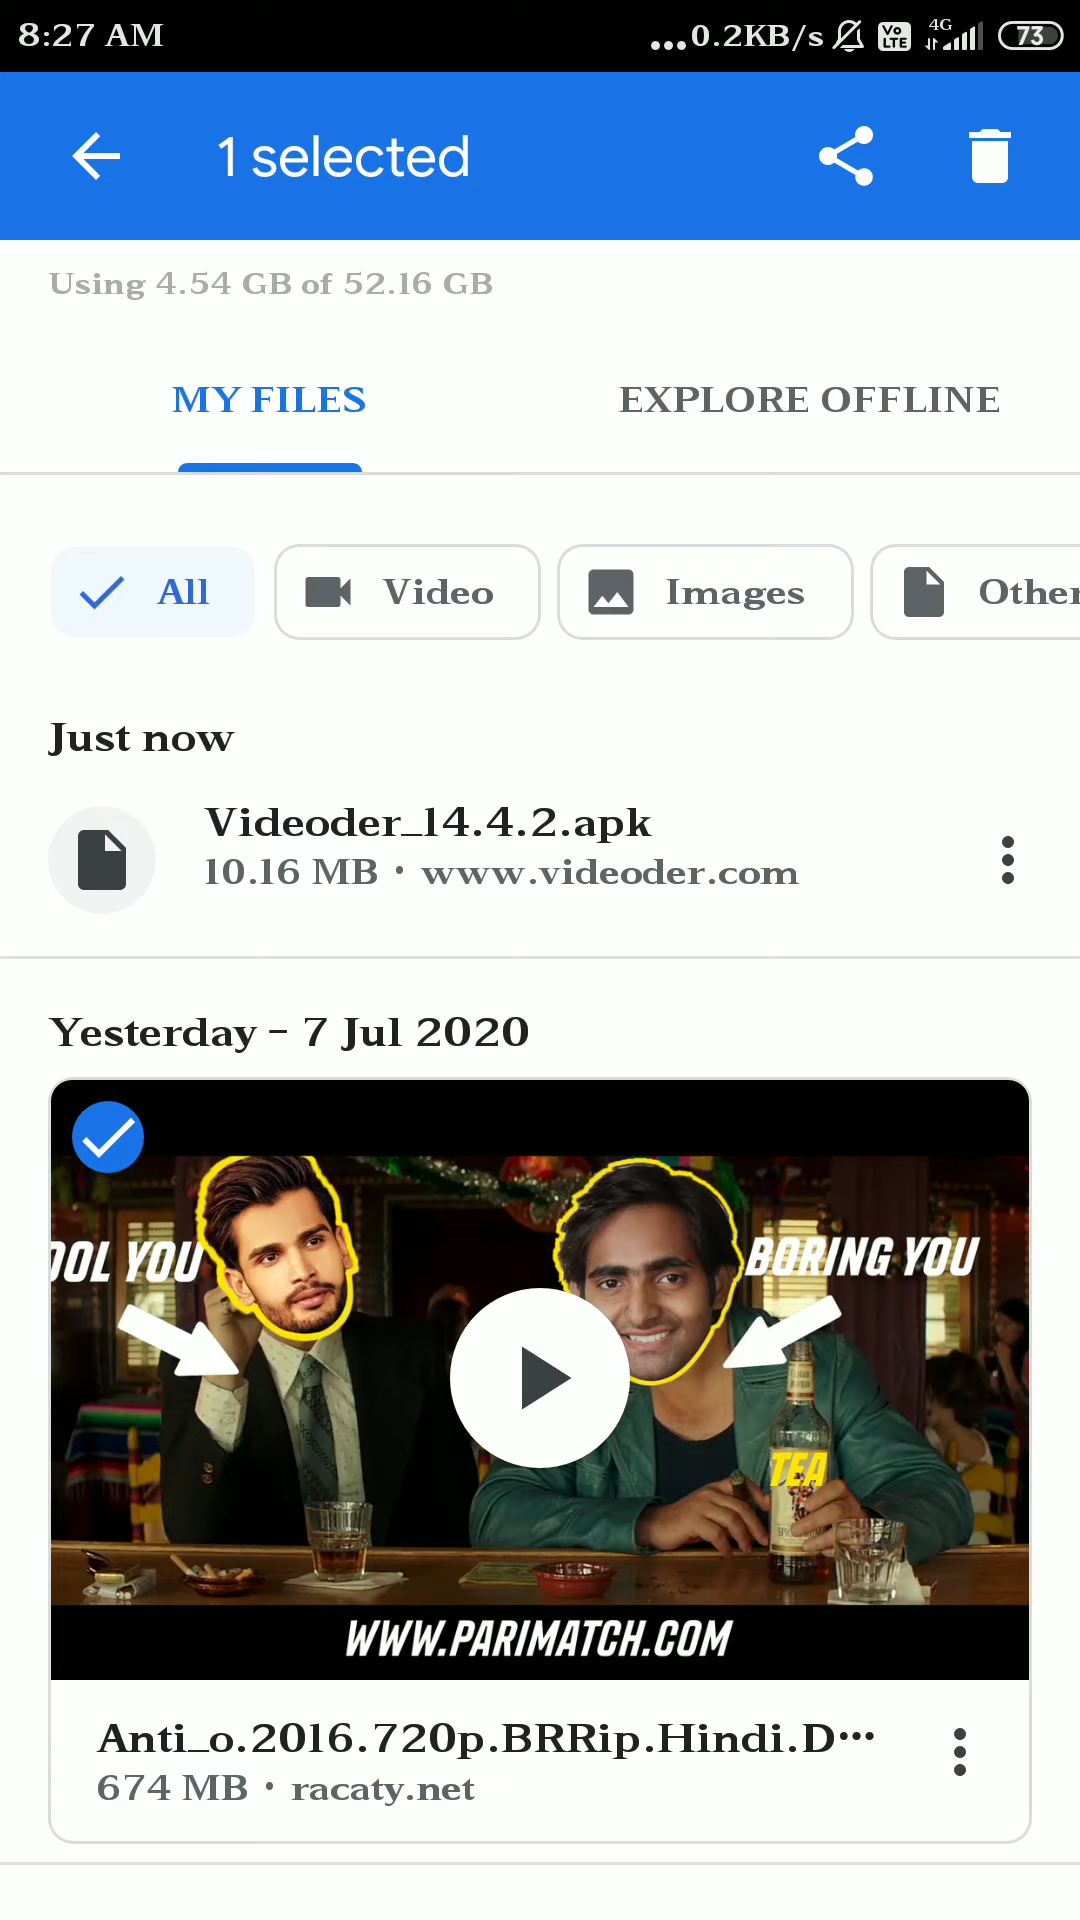 8:27 AM
...0.2KB/s
Vo LTE
4G
73
1 selected
Using 4.54 GB of 52.16 GB
MY FILES
EXPLORE OFFLINE
All
Video
Images
Other
Just now
Videoder_14.4.2.apk
10.16 MB · www.videoder.com
Yesterday - 7 Jul 2020
OOL YOU
BORING YOU
TEA
WWW.PARIMATCH.COM
Anti_o.2016.720p.BRRip.Hindi.D...
674 MB · racaty.net